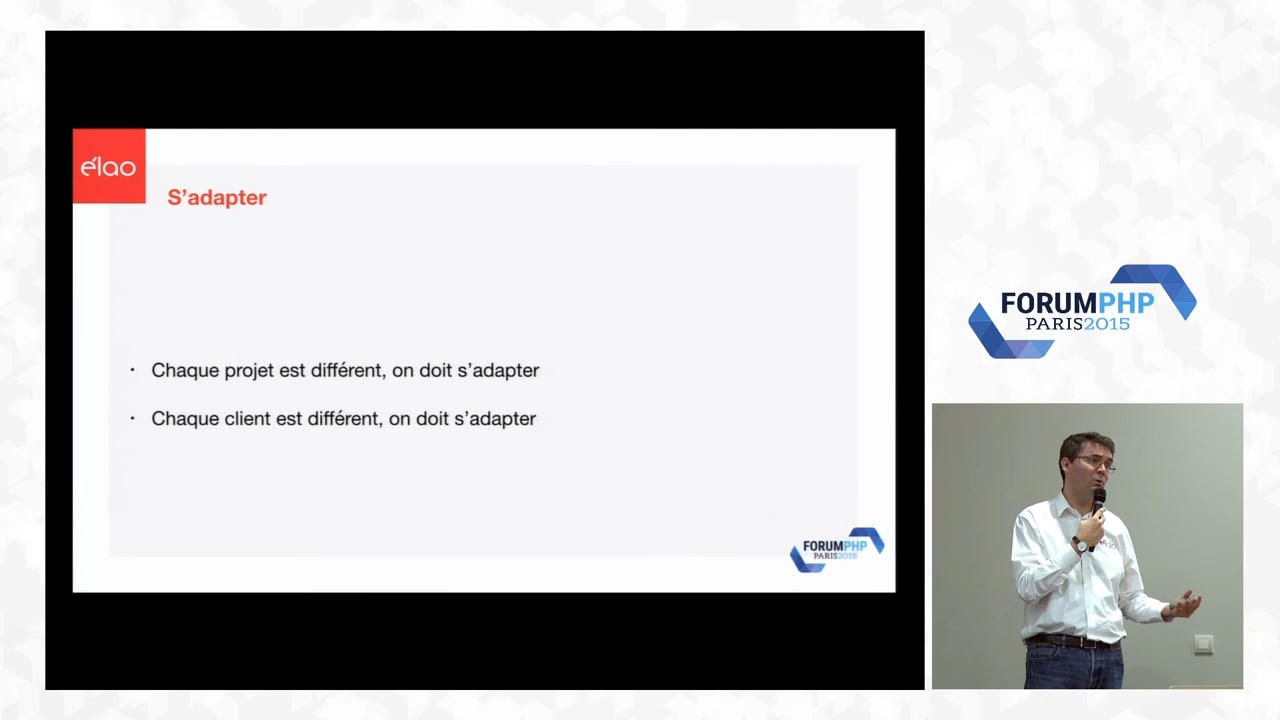 élao
S’adapter
· Chaque projet est différent, on doit s’adapter
· Chaque client est différent, on doit s’adapter
FORUMPHP
PARIS2015
FORUMPHP
PARIS2015